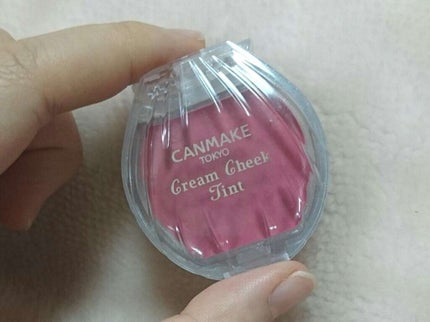 CANMAKE
TOKYO
Cream Cheek
Tint